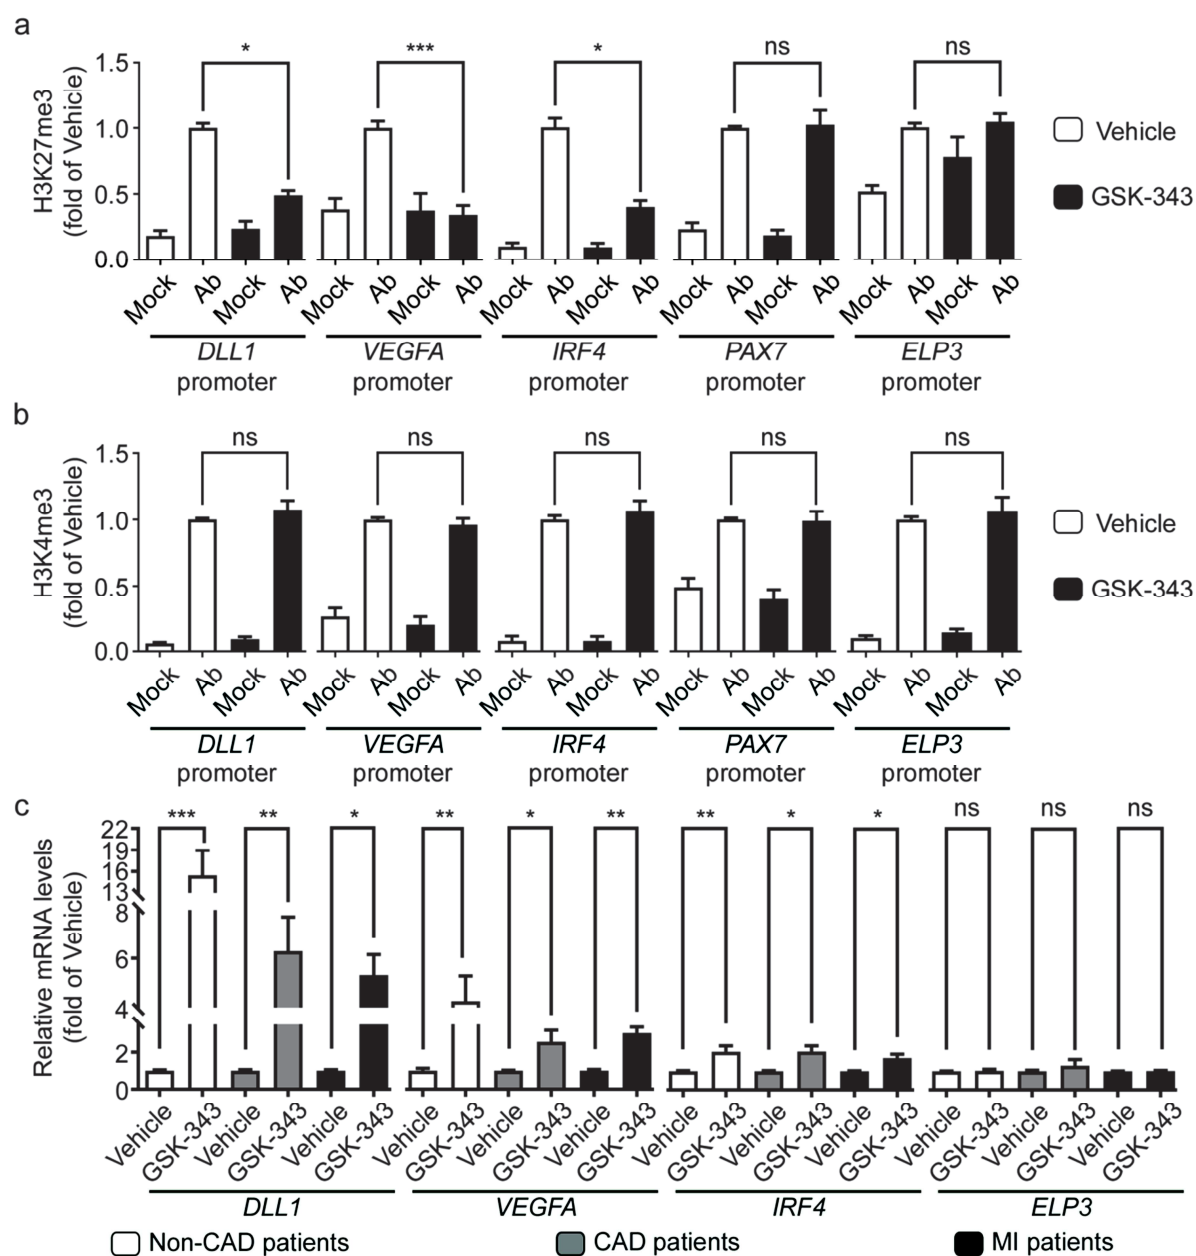 a
* *** * ns ns
H3K27me3
(fold of Vehicle)
1.5
1.0
0.5
0.0
Vehicle
GSK-343
Mock Ab Mock Ab Mock Ab Mock Ab Mock Ab Mock Ab Mock Ab Mock Ab Mock Ab Mock Ab
DLL1 VEGFA IRF4 PAX7 ELP3
promoter promoter promoter promoter promoter
b
ns ns ns ns ns
H3K4me3
(fold of Vehicle)
1.5
1.0
0.5
0.0
Vehicle
GSK-343
Mock Ab Mock Ab Mock Ab Mock Ab Mock Ab Mock Ab Mock Ab Mock Ab Mock Ab Mock Ab
DLL1 VEGFA IRF4 PAX7 ELP3
promoter promoter promoter promoter promoter
c
*** ** * ** * ** ** * * ns ns ns
Relative mRNA levels
(fold of Vehicle)
22
19
16
13
8
6
4
2
0
Vehicle GSK-343 Vehicle GSK-343 Vehicle GSK-343 Vehicle GSK-343 Vehicle GSK-343 Vehicle GSK-343 Vehicle GSK-343 Vehicle GSK-343 Vehicle GSK-343 Vehicle GSK-343 Vehicle GSK-343 Vehicle GSK-343
DLL1 VEGFA IRF4 ELP3
Non-CAD patients CAD patients MI patients